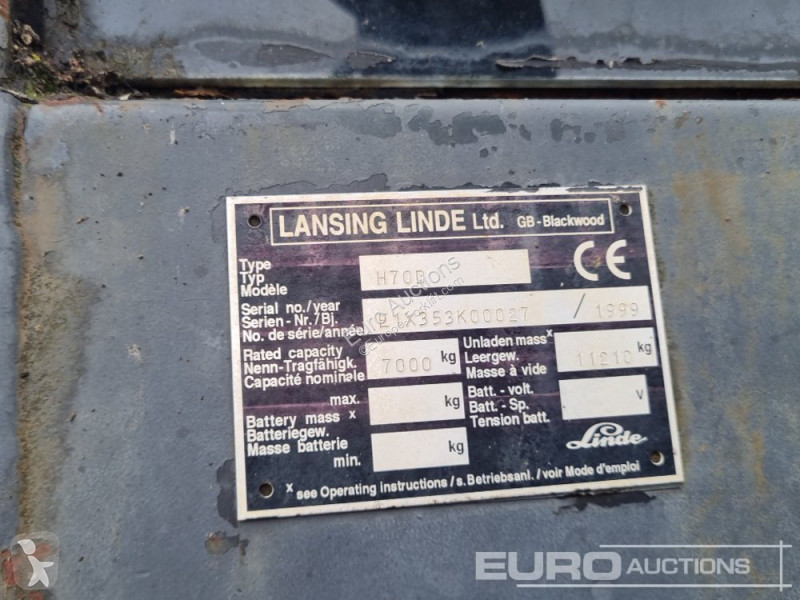 LANSING LINDE Ltd. GB-Blackwood
Type
Typ
Modèle
H70D
CE
Serial no./year
Serien-Nr./Bj.
No. de série/année
E1X353K00027 / 1999
Rated capacity
Nenn-Tragfähigk.
Capacité nominale
7000 kg
Unladen mass x
Leergew.
Masse à vide
11210 kg
max. kg
Battery mass x
Batteriegew.
Masse batterie
min. kg
Batt.-volt.
Batt.-Sp.
Tension batt.
V
Linde
x see Operating instructions/s. Betriebsanl./voir Mode d'emploi
Euro Auctions
EURO AUCTIONS